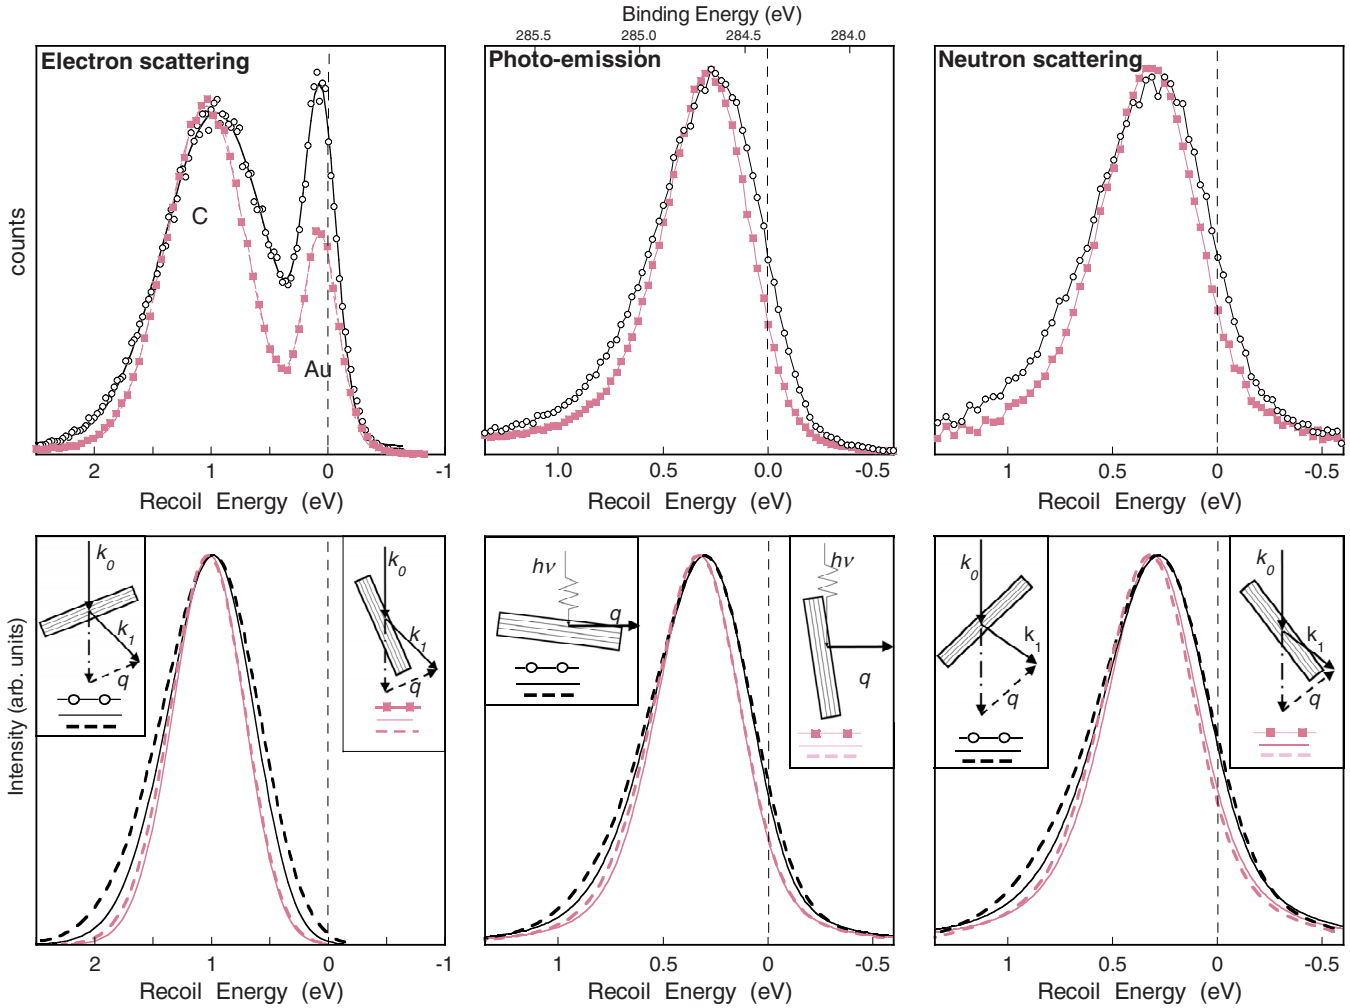 Binding Energy (eV)
285.5 285.0 284.5 284.0
Electron scattering
Photo-emission
Neutron scattering
counts
C
Au
2 1 0 -1
1.0 0.5 0.0 -0.5
1 0.5 0 -0.5
Recoil Energy (eV)
Recoil Energy (eV)
Recoil Energy (eV)
Intensity (arb. units)
k0
k1
q
k0
k1
q
hν
q
hν
q
k0
k1
q
k0
k1
q
2 1 0 -1
1.0 0.5 0 -0.5
1 0.5 0 -0.5
Recoil Energy (eV)
Recoil Energy (eV)
Recoil Energy (eV)